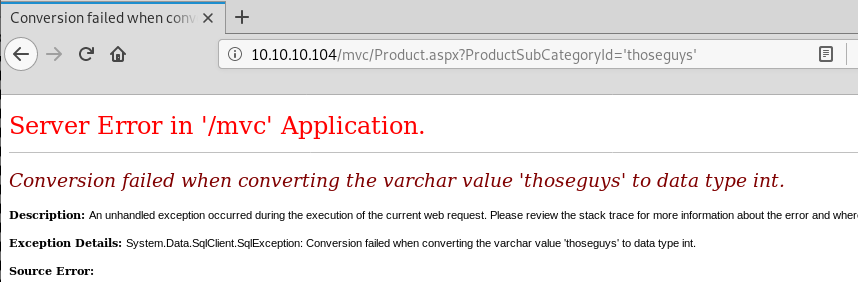 Conversion failed when conv
10.10.10.104/mvc/Product.aspx?ProductSubCategoryId='thoseguys'
Server Error in '/mvc' Application.
Conversion failed when converting the varchar value 'thoseguys' to data type int.
Description: An unhandled exception occurred during the execution of the current web request. Please review the stack trace for more information about the error and where
Exception Details: System.Data.SqlClient.SqlException: Conversion failed when converting the varchar value 'thoseguys' to data type int.
Source Error: